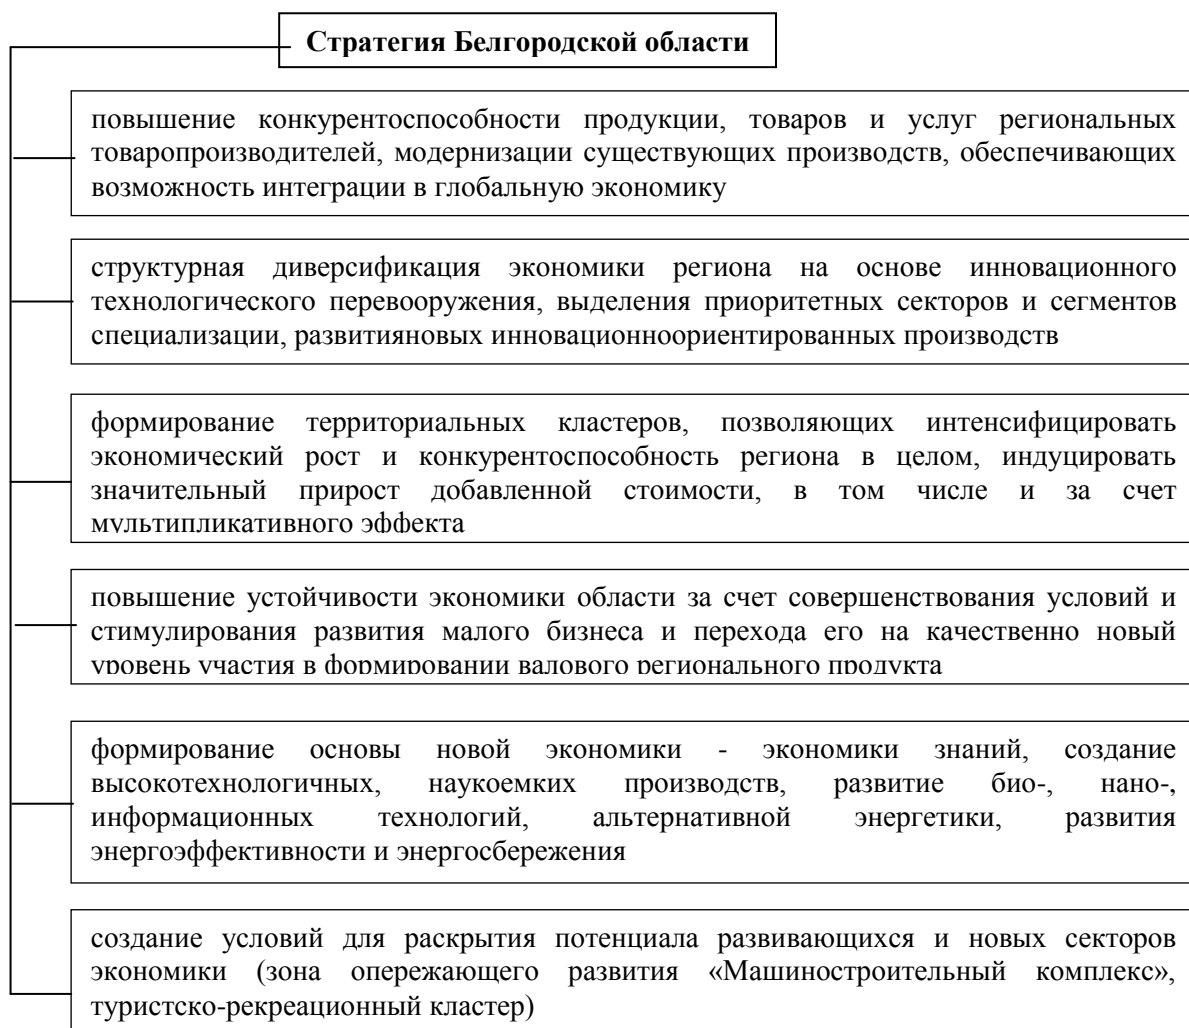 Стратегия Белгородской области
повышение конкурентоспособности продукции, товаров и услуг региональных
товаропроизводителей, модернизации существующих производств, обеспечивающих
возможность интеграции в глобальную экономику
структурная диверсификация экономики региона на основе инновационного
технологического перевооружения, выделения приоритетных секторов и сегментов
специализации, развитияновых инновационноориентированных производств
формирование территориальных кластеров, позволяющих интенсифицировать
экономический рост и конкурентоспособность региона в целом, индуцировать
значительный прирост добавленной стоимости, в том числе и за счет
мультипликативного эффекта
повышение устойчивости экономики области за счет совершенствования условий и
стимулирования развития малого бизнеса и перехода его на качественно новый
уровень участия в формировании валового регионального продукта
формирование основы новой экономики - экономики знаний, создание
высокотехнологичных, наукоемких производств, развитие био-, нано-,
информационных технологий, альтернативной энергетики, развития
энергоэффективности и энергосбережения
создание условий для раскрытия потенциала развивающихся и новых секторов
экономики (зона опережающего развития «Машиностроительный комплекс»,
туристско-рекреационный кластер)